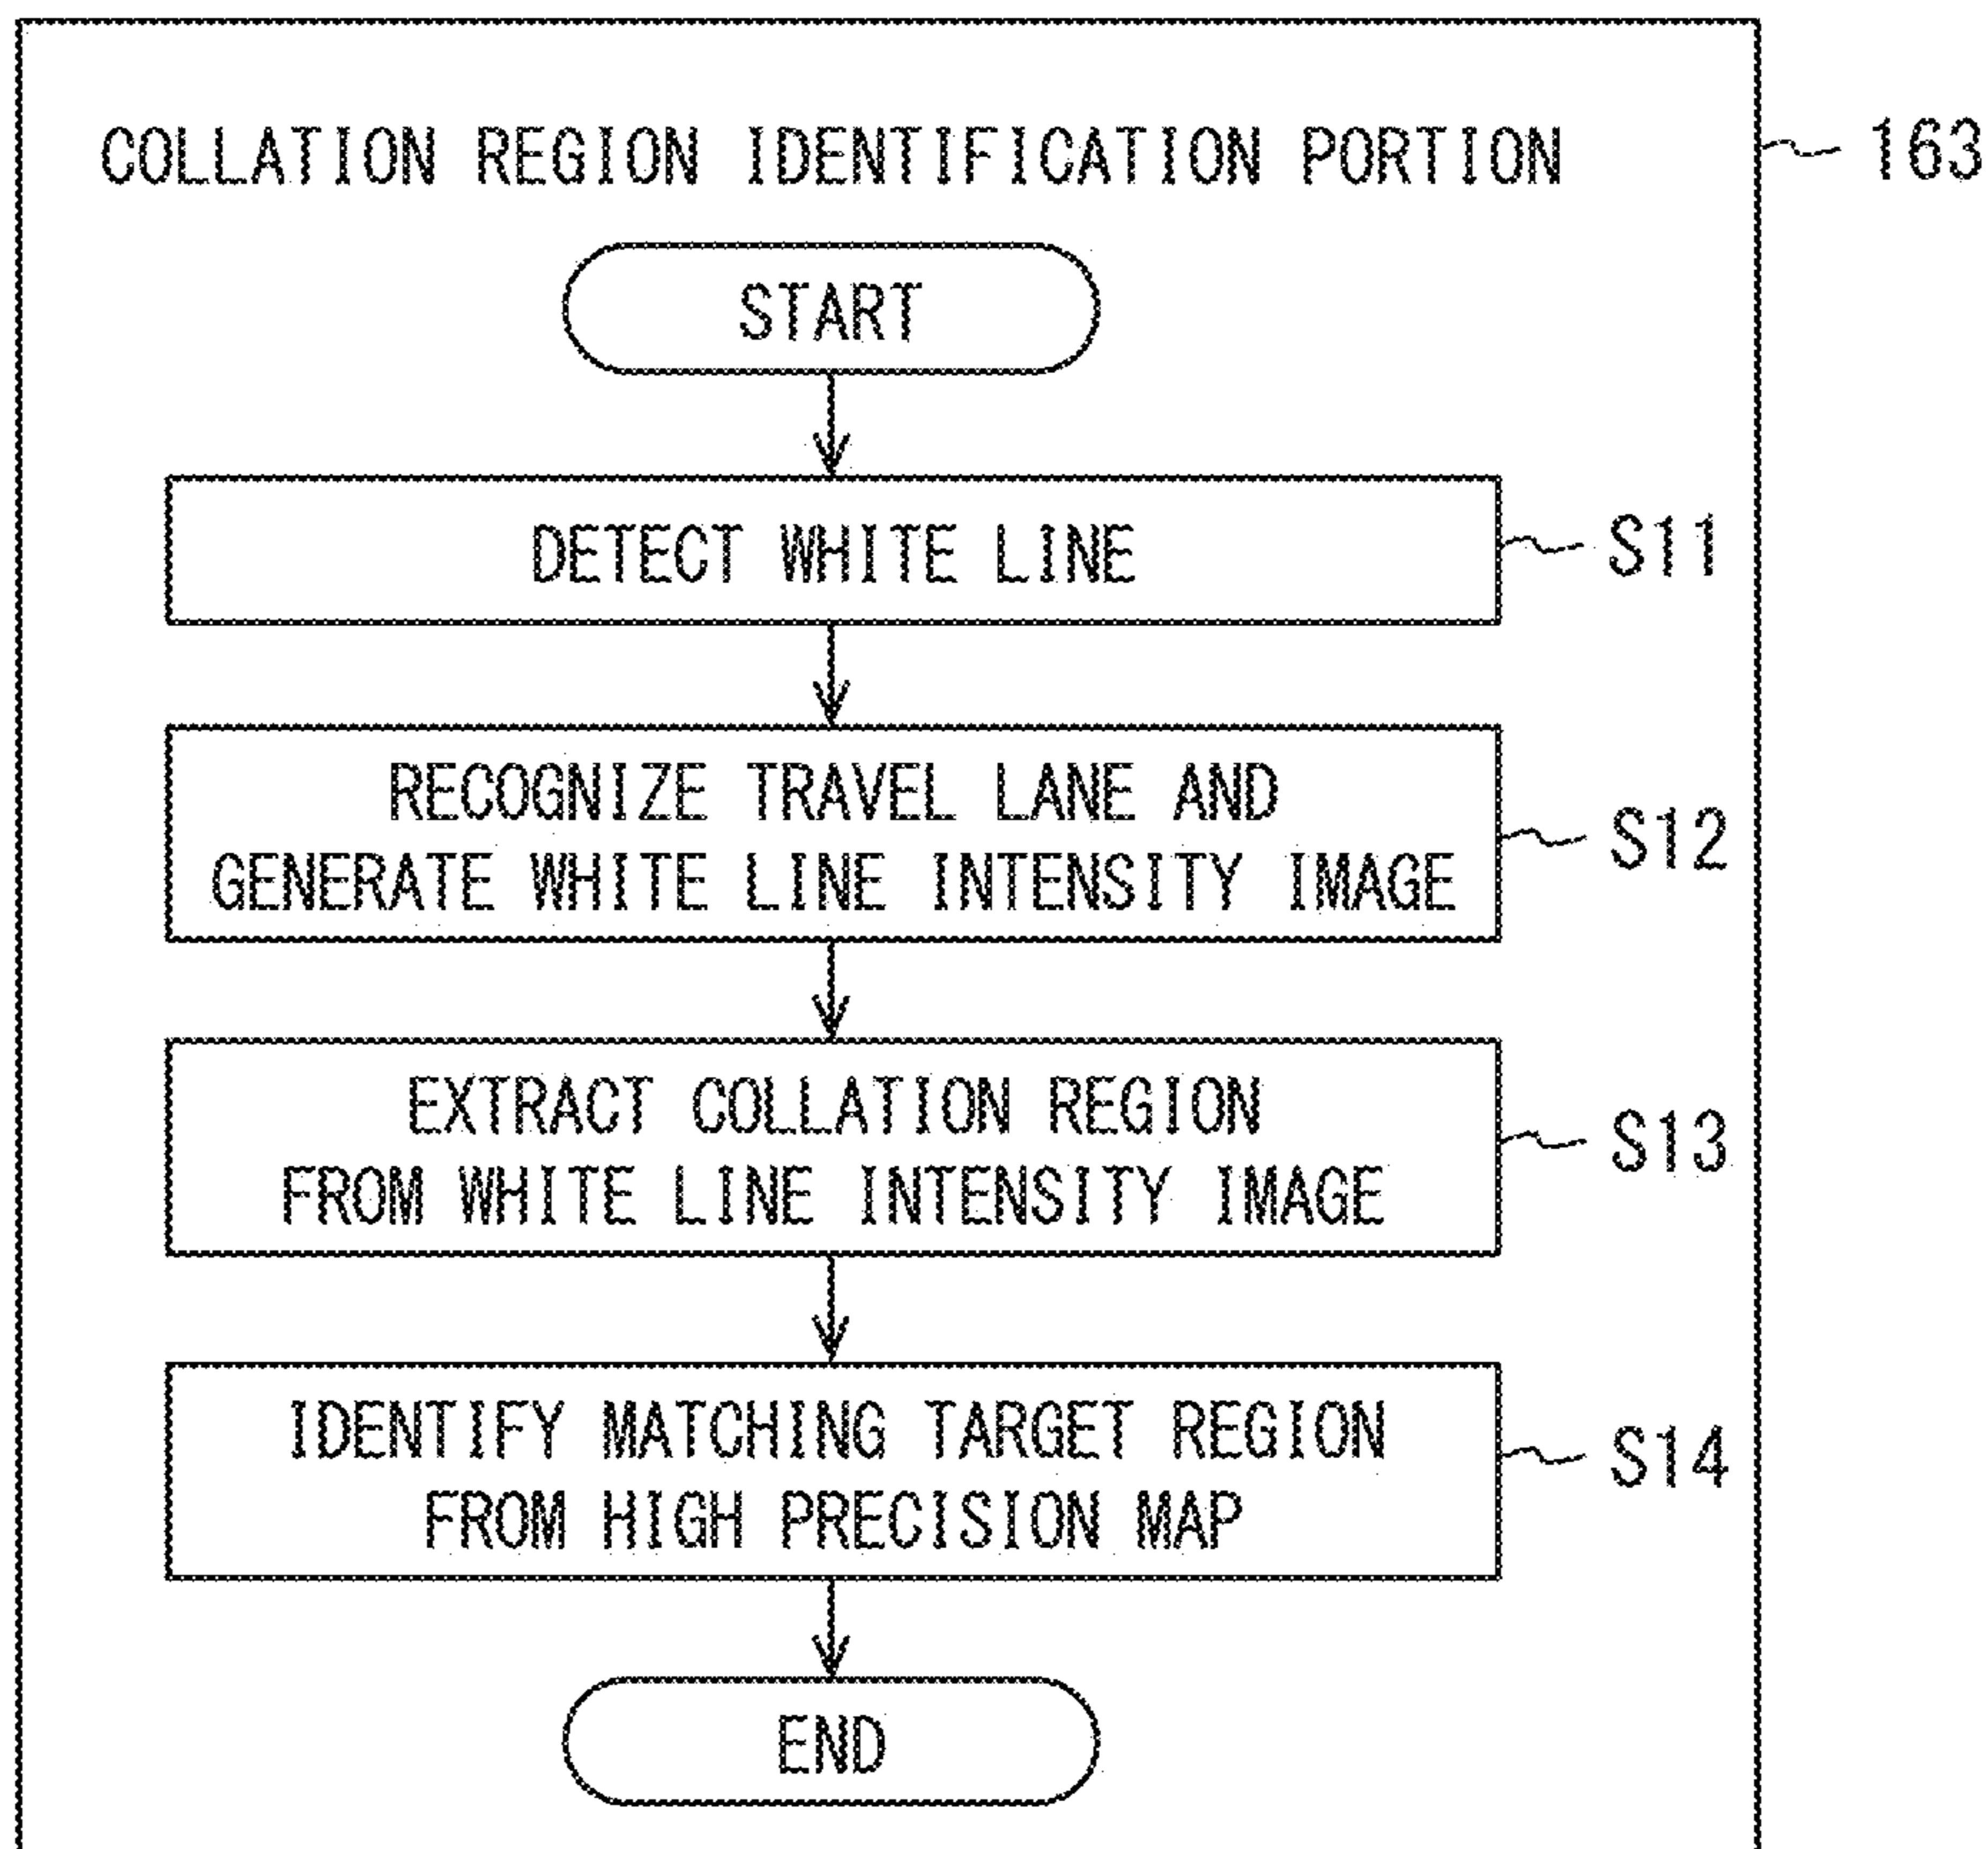 COLLATION REGION IDENTIFICATION PORTION
163
START
DETECT WHITE LINE
S11
RECOGNIZE TRAVEL LANE AND
GENERATE WHITE LINE INTENSITY IMAGE
S12
EXTRACT COLLATION REGION
FROM WHITE LINE INTENSITY IMAGE
S13
IDENTIFY MATCHING TARGET REGION
FROM HIGH PRECISION MAP
S14
END